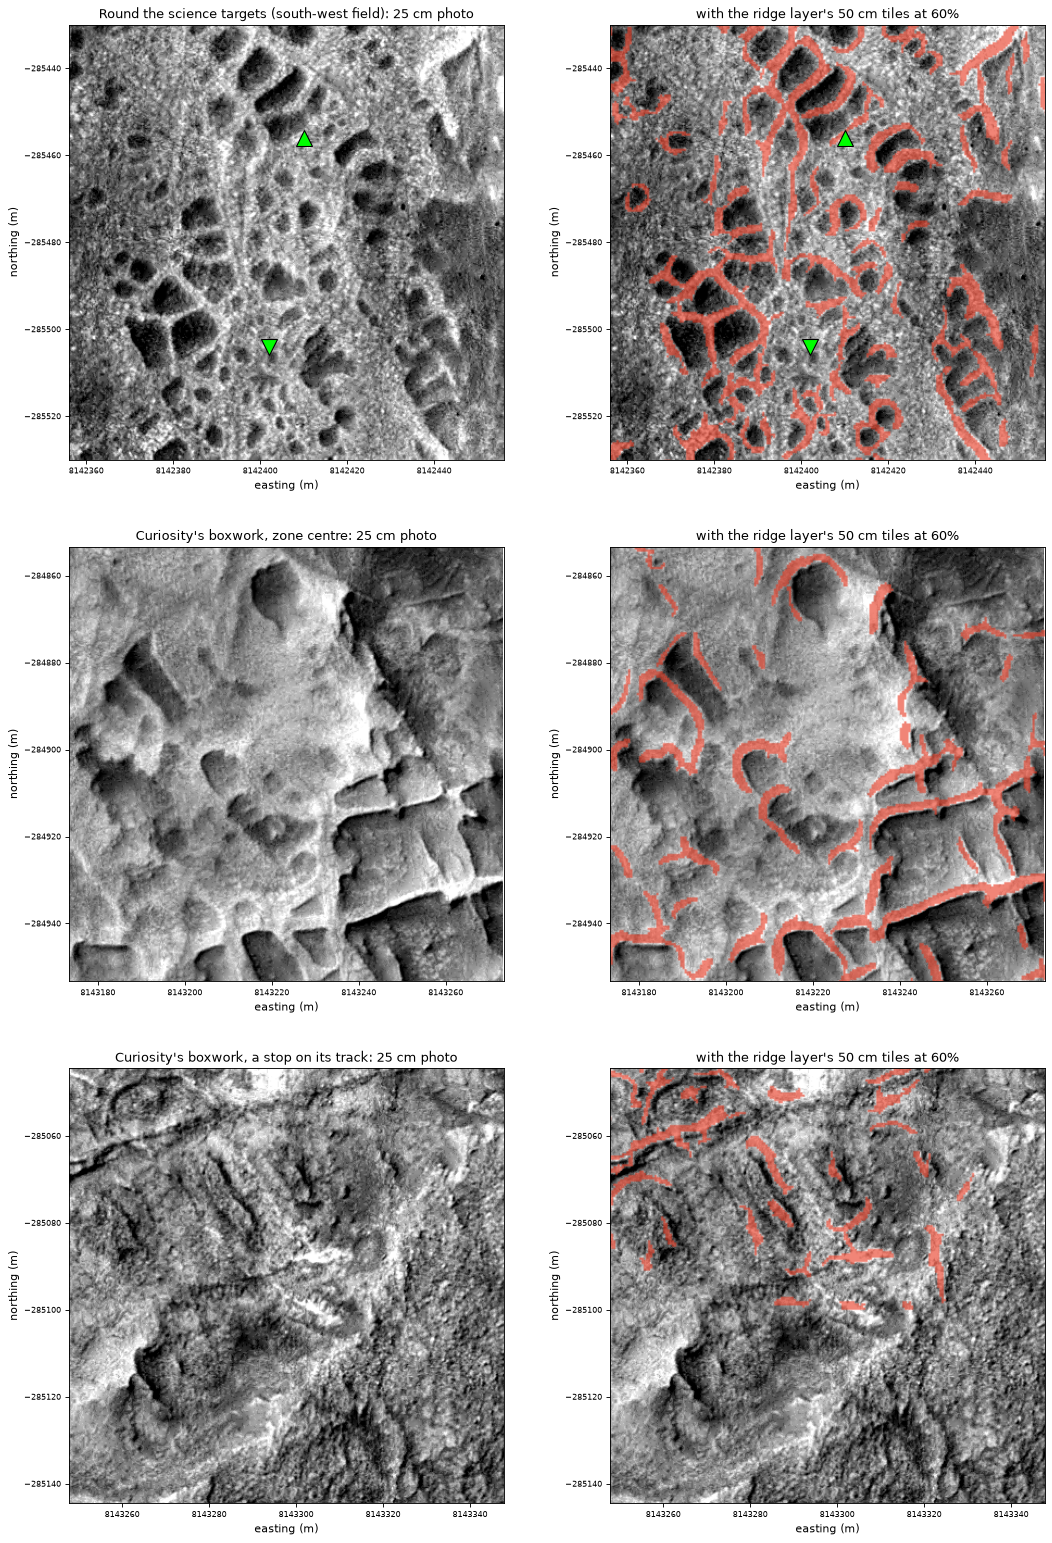 Round the science targets (south-west field): 25 cm photo
with the ridge layer's 50 cm tiles at 60%
−285440
−285460
−285480
−285500
−285520
northing (m)
8142360 8142380 8142400 8142420 8142440
easting (m)
−285440
−285460
−285480
−285500
−285520
northing (m)
8142360 8142380 8142400 8142420 8142440
easting (m)
Curiosity's boxwork, zone centre: 25 cm photo
with the ridge layer's 50 cm tiles at 60%
−284860
−284880
−284900
−284920
−284940
northing (m)
8143180 8143200 8143220 8143240 8143260
easting (m)
−284860
−284880
−284900
−284920
−284940
northing (m)
8143180 8143200 8143220 8143240 8143260
easting (m)
Curiosity's boxwork, a stop on its track: 25 cm photo
with the ridge layer's 50 cm tiles at 60%
−285060
−285080
−285100
−285120
−285140
northing (m)
8143260 8143280 8143300 8143320 8143340
easting (m)
−285060
−285080
−285100
−285120
−285140
northing (m)
8143260 8143280 8143300 8143320 8143340
easting (m)